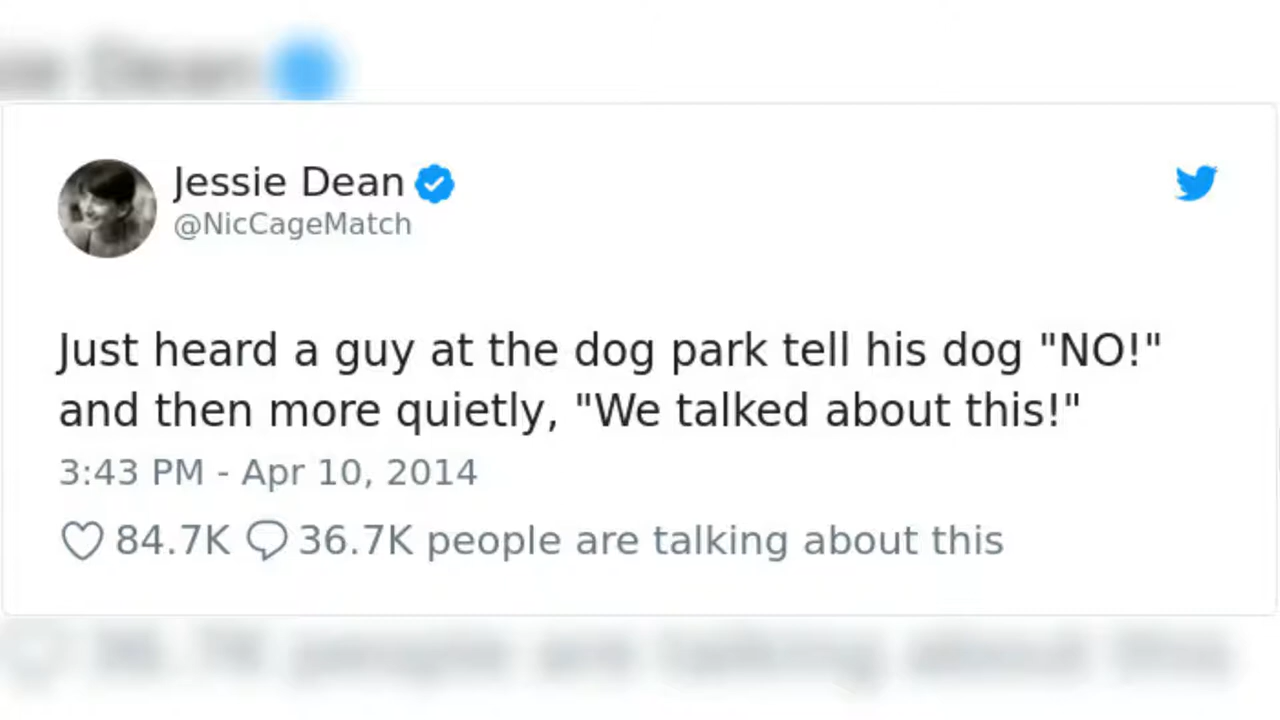 Jessie Dean
@NicCageMatch
Just heard a guy at the dog park tell his dog "NO!"
and then more quietly, "We talked about this!"
3:43 PM - Apr 10, 2014
84.7K 36.7K people are talking about this